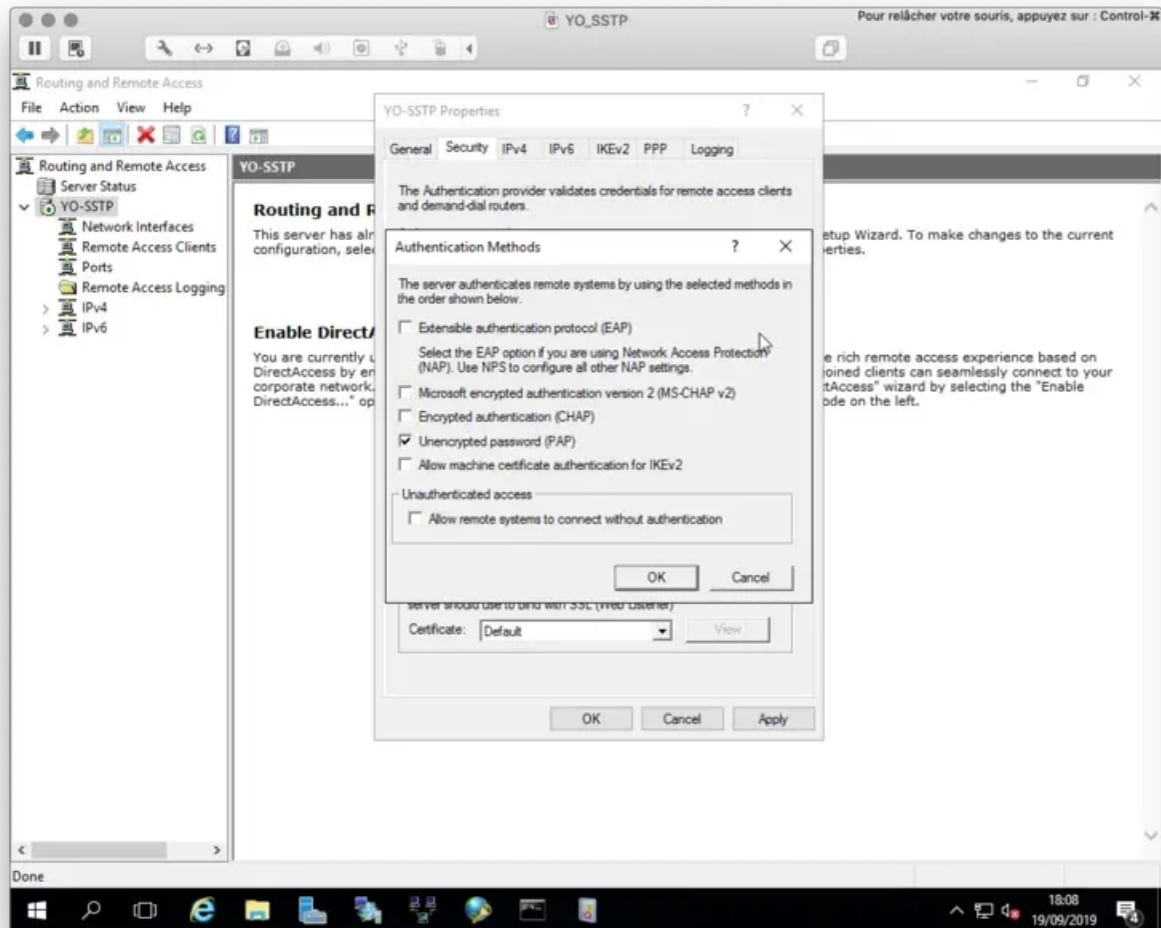 YO_SSTP
Pour relâcher votre souris, appuyez sur : Control-⌘
Routing and Remote Access
File Action View Help
Routing and Remote Access
Server Status
YO-SSTP
Network Interfaces
Remote Access Clients
Ports
Remote Access Logging
IPv4
IPv6
YO-SSTP
Routing and R
This server has alr
etup Wizard. To make changes to the current
configuration, selec
erties.
Enable DirectA
You are currently u
e rich remote access experience based on
DirectAccess by en
joined clients can seamlessly connect to your
corporate network.
tAccess" wizard by selecting the "Enable
DirectAccess..." op
ode on the left.
YO-SSTP Properties
General Security IPv4 IPv6 IKEv2 PPP Logging
The Authentication provider validates credentials for remote access clients
and demand-dial routers.
Authentication Methods
The server authenticates remote systems by using the selected methods in
the order shown below.
Extensible authentication protocol (EAP)
Select the EAP option if you are using Network Access Protection
(NAP). Use NPS to configure all other NAP settings.
Microsoft encrypted authentication version 2 (MS-CHAP v2)
Encrypted authentication (CHAP)
Unencrypted password (PAP)
Allow machine certificate authentication for IKEv2
Unauthenticated access
Allow remote systems to connect without authentication
OK Cancel
server should use to bind with SSL (Web Listener)
Certificate: Default View
OK Cancel Apply
Done
18:08
19/09/2019
4